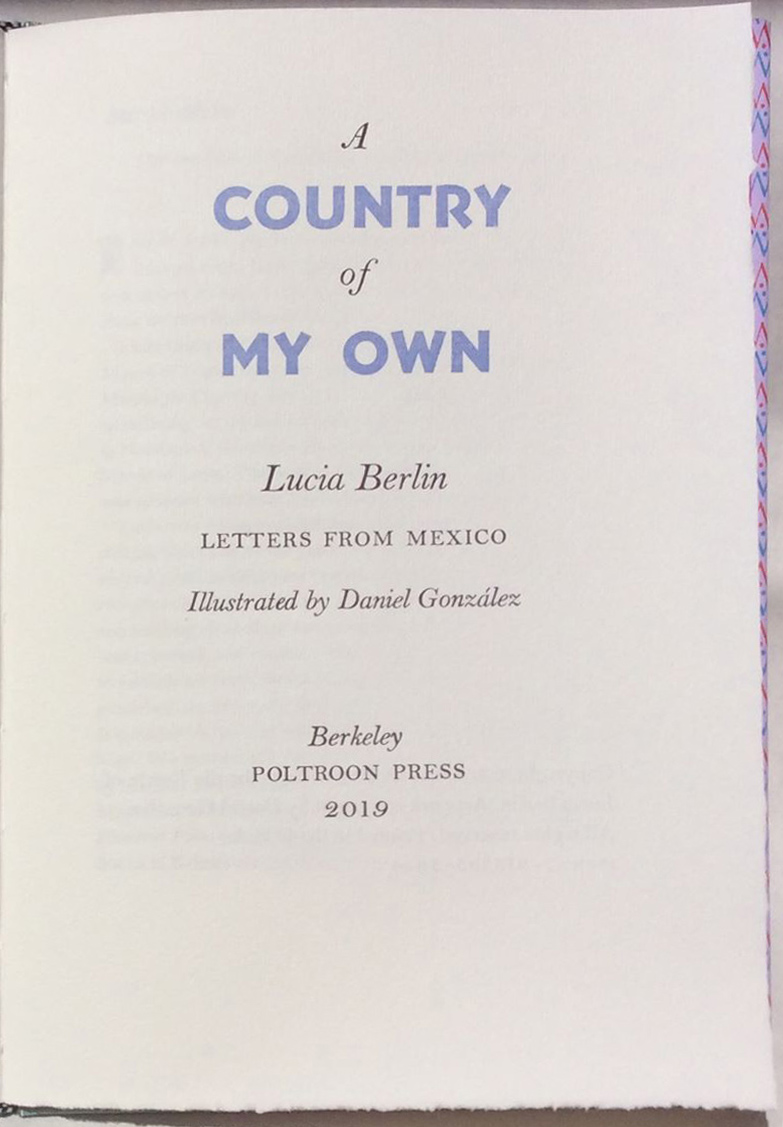 A
COUNTRY
of
MY OWN
Lucia Berlin
LETTERS FROM MEXICO
Illustrated by Daniel González
Berkeley
POLTROON PRESS
2019